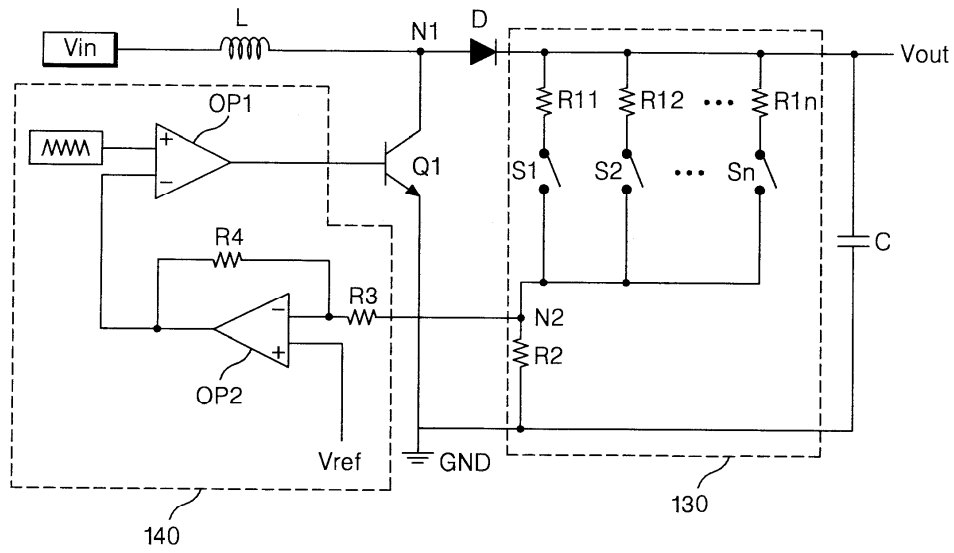 L
N1
D
Vin
Vout
OP1
R11
R12
•••
R1n
+
−
Q1
S1
S2
•••
Sn
R4
C
R3
−
N2
+
R2
OP2
Vref
GND
130
140